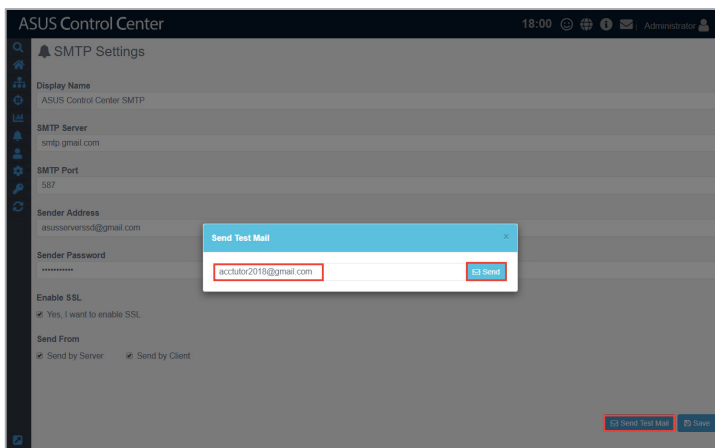 ASUS Control Center
18:00
Administrator
SMTP Settings
Display Name
ASUS Control Center SMTP
SMTP Server
smtp.gmail.com
SMTP Port
587
Sender Address
asusserverssd@gmail.com
Send Test Mail
×
Sender Password
•••••••••••
acctutor2018@gmail.com
Send
Enable SSL
Yes, I want to enable SSL
Send From
Send by Server Send by Client
Send Test Mail Save